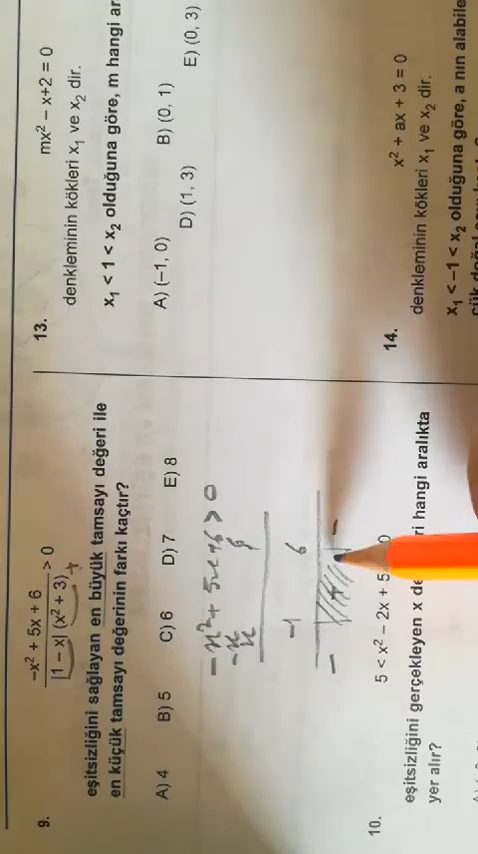 9.
-x² + 5x + 6
|1 - x| (x² + 3) > 0
+
eşitsizliğini sağlayan en büyük tamsayı değeri ile
en küçük tamsayı değerinin farkı kaçtır?
A) 4 B) 5 C) 6 D) 7 E) 8
-x² + 5x + 6 > 0
-x
x
-1 6
- -
10.
5 < x² - 2x + 5
eşitsizliğini gerçekleyen x
hangi aralıkta
yer alır?
13.
mx² - x + 2 = 0
denkleminin kökleri x₁ ve x₂ dir.
x₁ < 1 < x₂ olduğuna göre, m hangi
A) (-1, 0) B) (0, 1)
D) (1, 3) E) (0, 3)
14.
x² + ax + 3 = 0
denkleminin kökleri x₁ ve x₂ dir.
x₁ < -1 < x₂ olduğuna göre, a nın